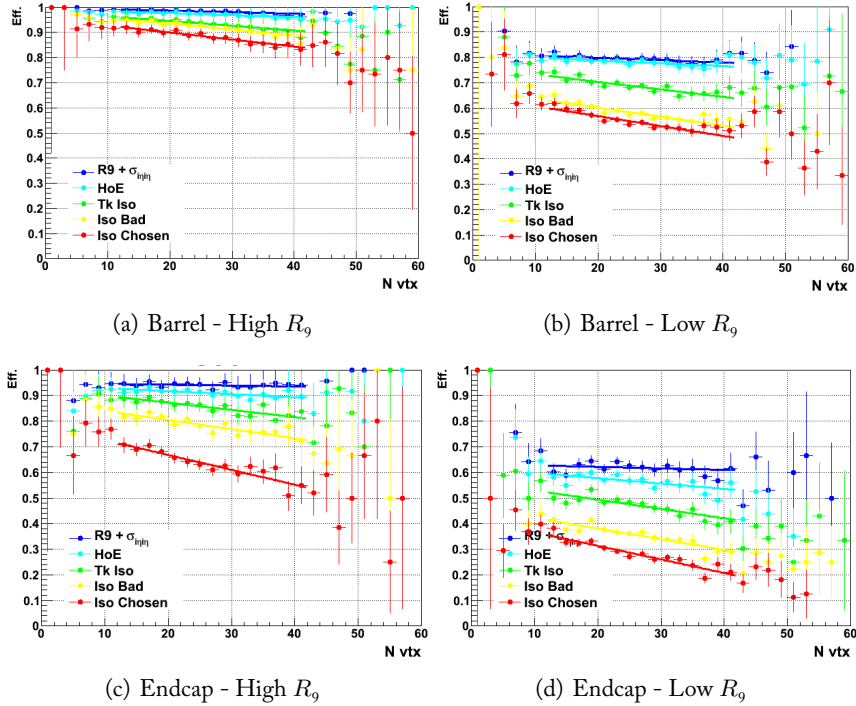 Eff.
1
0.9
0.8
0.7
0.6
0.5
0.4
0.3
0.2
0.1
0
R9 + σiηiη
HoE
Tk Iso
Iso Bad
Iso Chosen
0 10 20 30 40 50 60
N vtx
(a) Barrel - High R9
Eff.
1
0.9
0.8
0.7
0.6
0.5
0.4
0.3
0.2
0.1
0
R9 + σiηiη
HoE
Tk Iso
Iso Bad
Iso Chosen
0 10 20 30 40 50 60
N vtx
(b) Barrel - Low R9
Eff.
1
0.9
0.8
0.7
0.6
0.5
0.4
0.3
0.2
0.1
0
R9 + σiηiη
HoE
Tk Iso
Iso Bad
Iso Chosen
0 10 20 30 40 50 60
N vtx
(c) Endcap - High R9
Eff.
1
0.9
0.8
0.7
0.6
0.5
0.4
0.3
0.2
0.1
0
R9 + σiηiη
HoE
Tk Iso
Iso Bad
Iso Chosen
0 10 20 30 40 50 60
N vtx
(d) Endcap - Low R9